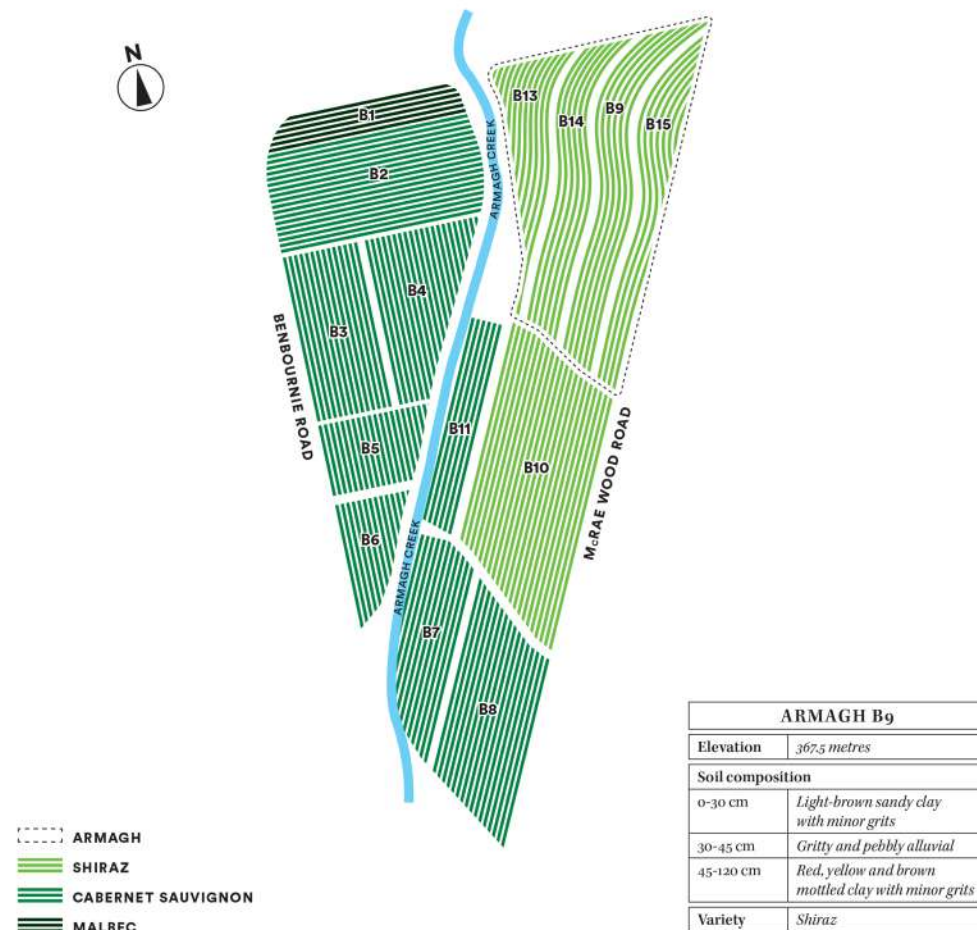 N
B1
B2
B3
B4
B5
B6
B7
B8
B9
B10
B11
B13
B14
B15
ARMAGH CREEK
ARMAGH CREEK
BENBOURNIE ROAD
McRAE WOOD ROAD
ARMAGH
SHIRAZ
CABERNET SAUVIGNON
MALBEC
ARMAGH B9
Elevation 367.5 metres
Soil composition
0-30 cm Light-brown sandy clay
with minor grits
30-45 cm Gritty and pebbly alluvial
45-120 cm Red, yellow and brown
mottled clay with minor grits
Variety Shiraz